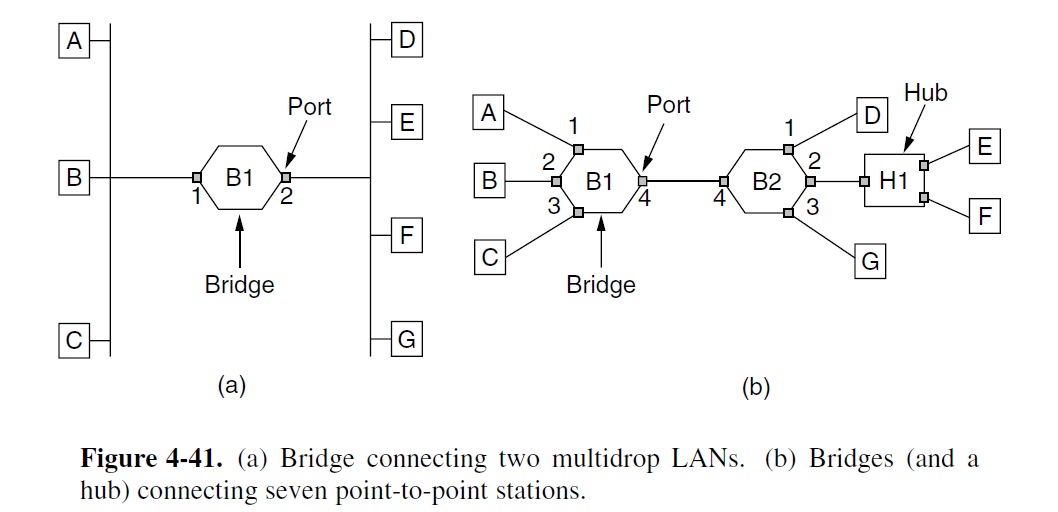 A
B
C
1
B1
2
Port
Bridge
D
E
F
G
(a)
A
B
C
1
2
3
B1
4
Port
Bridge
4
B2
1
2
3
D
G
Hub
H1
E
F
(b)
Figure 4-41. (a) Bridge connecting two multidrop LANs. (b) Bridges (and a
hub) connecting seven point-to-point stations.